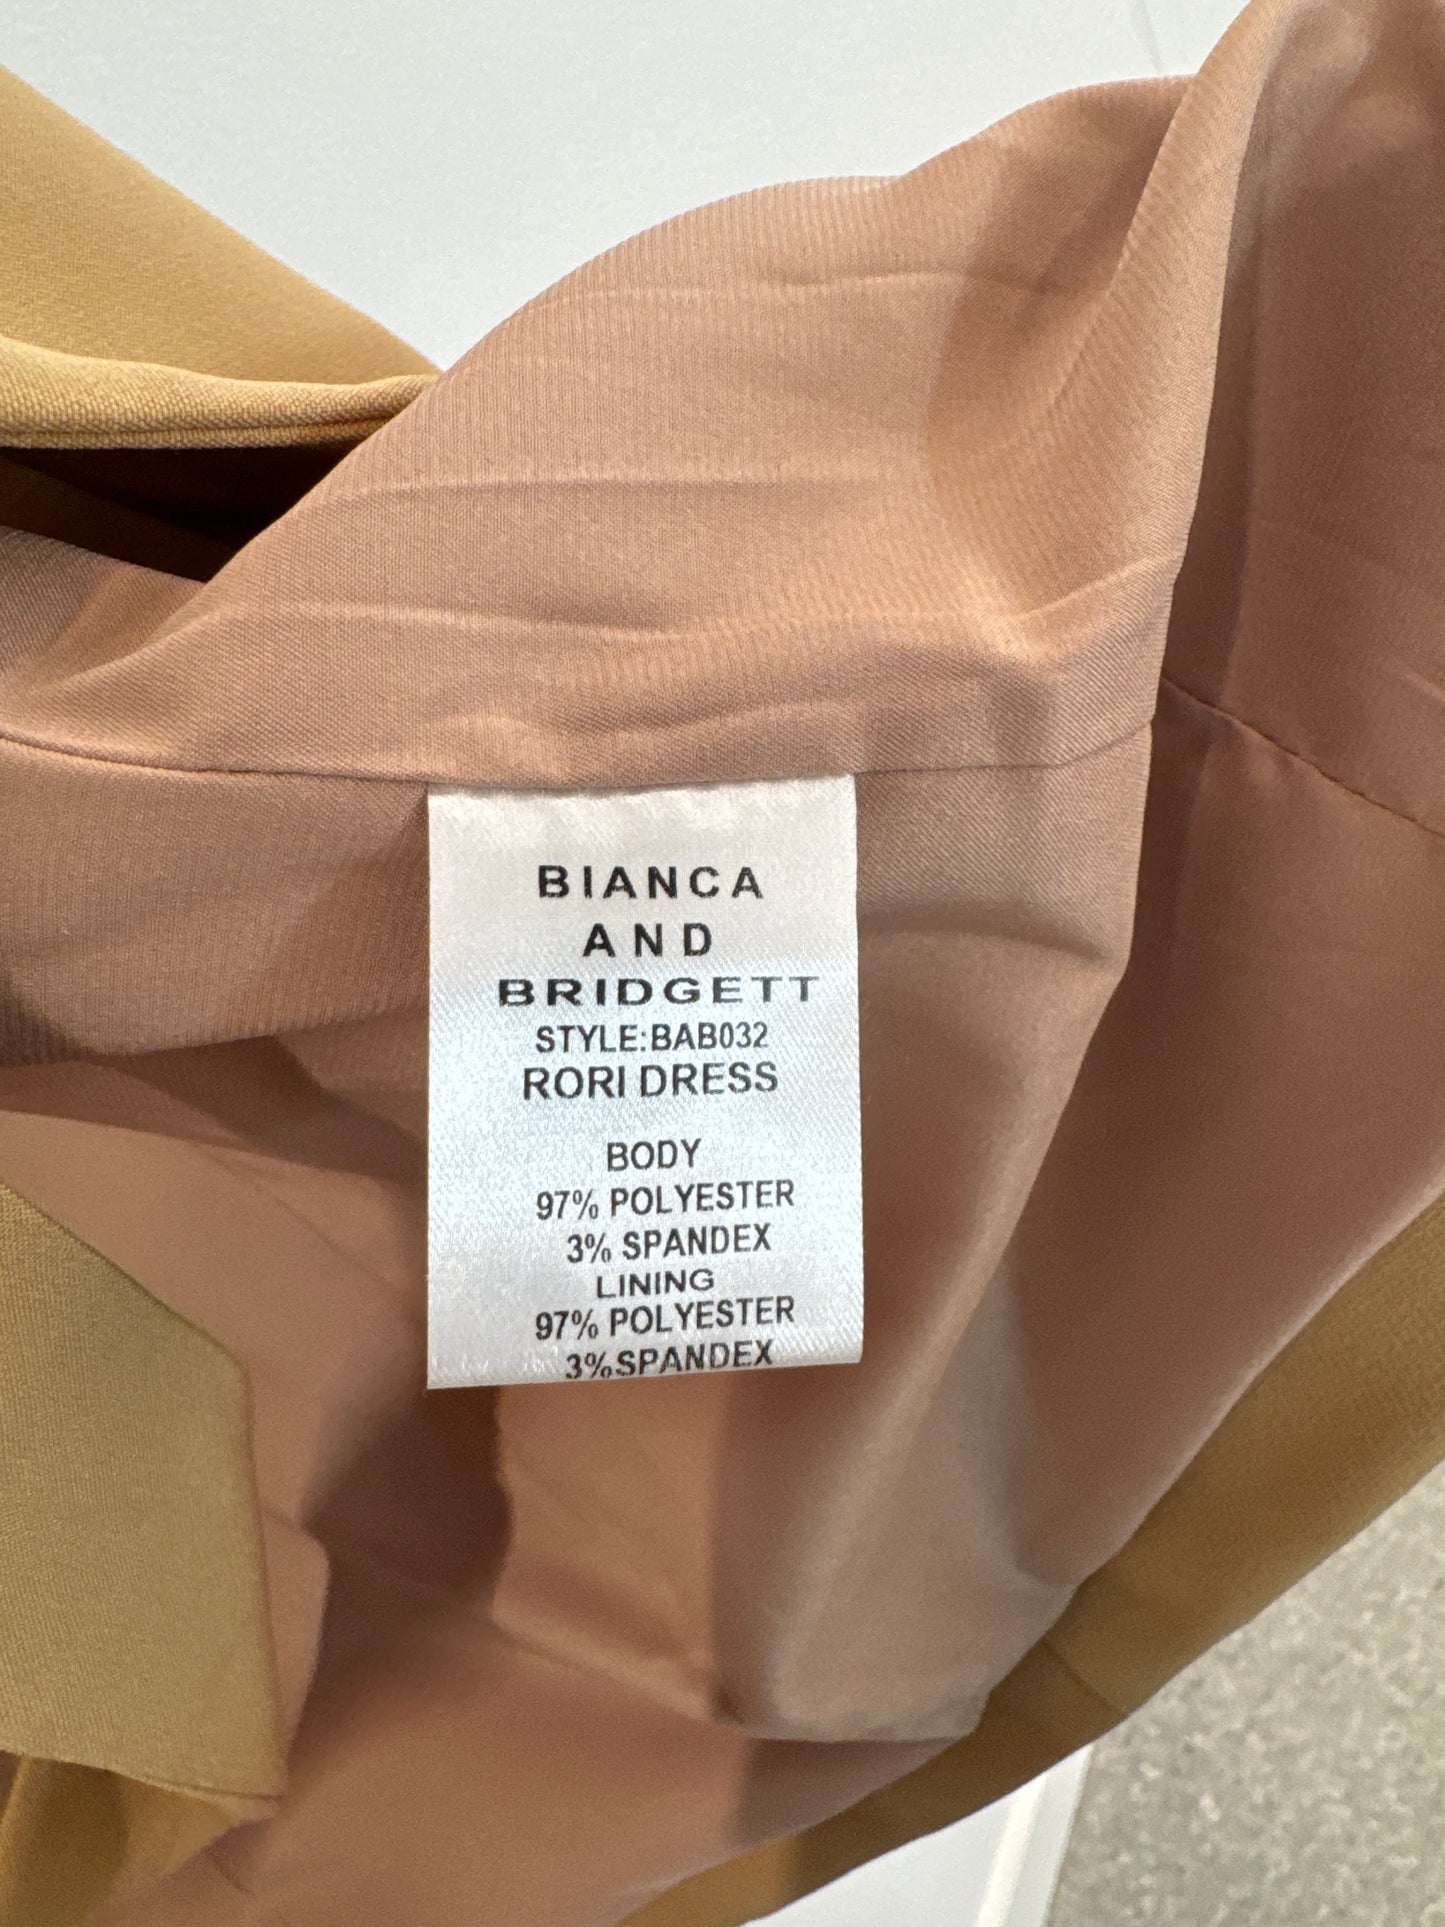 BIANCA
AND
BRIDGETT
STYLE:BAB032
RORI DRESS
BODY
97% POLYESTER
3% SPANDEX
LINING
97% POLYESTER
3%SPANDEX